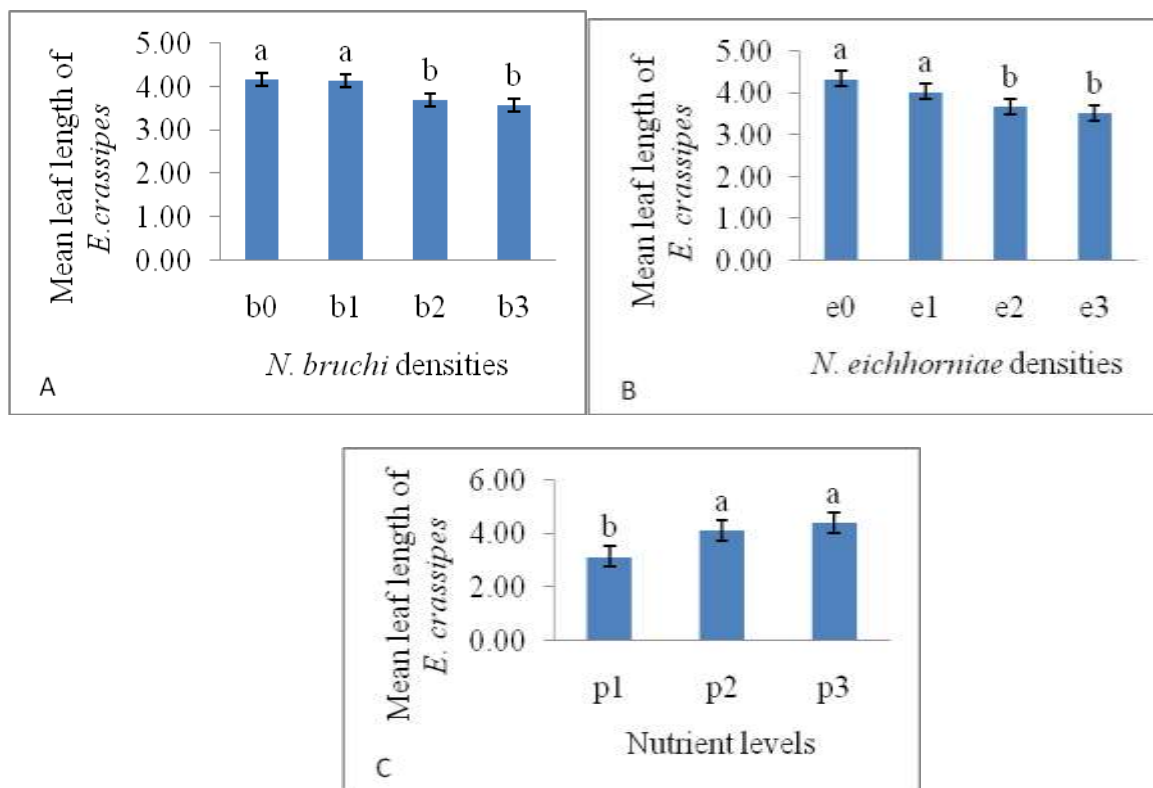 5.00
4.00
3.00
2.00
1.00
0.00
Mean leaf length of
E.crassipes
a
a
b
b
b0 b1 b2 b3
N. bruchi densities
A
5.00
4.00
3.00
2.00
1.00
0.00
Mean leaf length of
E. crassipes
a
a
b
b
e0 e1 e2 e3
N. eichhorniae densities
B
6.00
4.00
2.00
0.00
Mean leaf length of
E. crassipes
b
a
a
p1 p2 p3
Nutrient levels
C